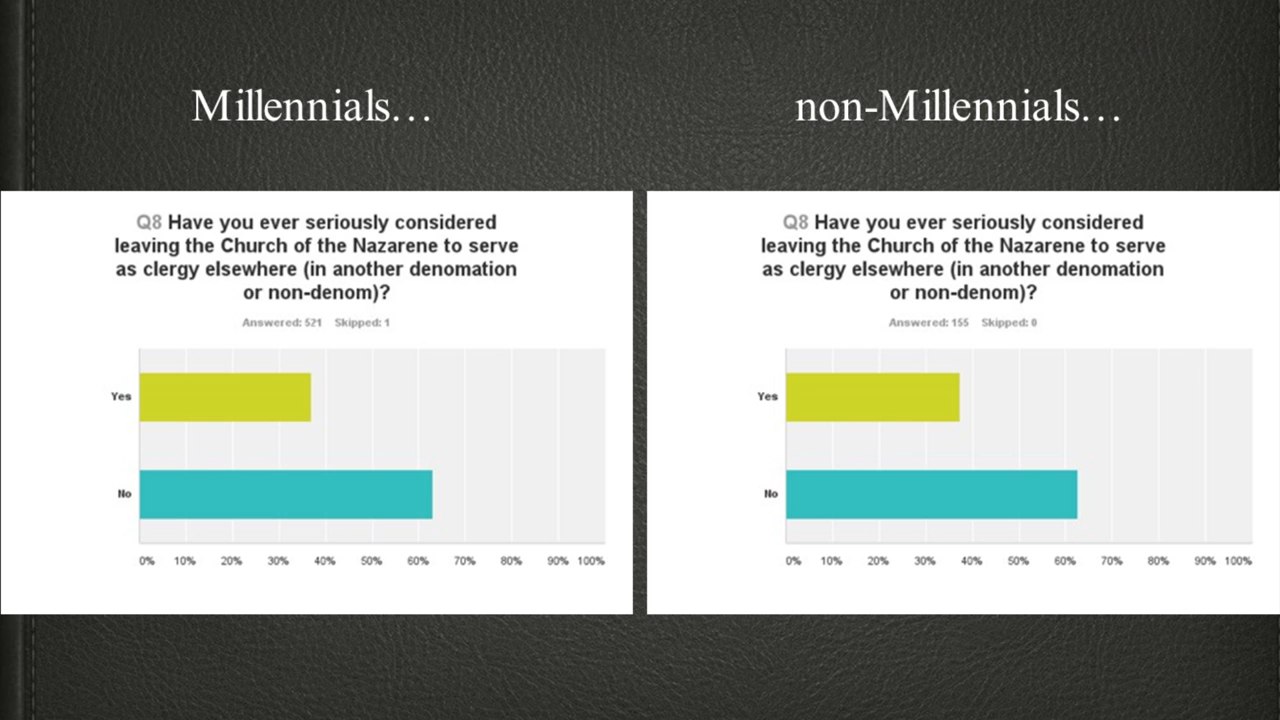 Millennials…
non-Millennials…
Q8 Have you ever seriously considered
leaving the Church of the Nazarene to serve
as clergy elsewhere (in another denomation
or non-denom)?
Answered: 521 Skipped: 1
Yes
No
0% 10% 20% 30% 40% 50% 60% 70% 80% 90% 100%
Q8 Have you ever seriously considered
leaving the Church of the Nazarene to serve
as clergy elsewhere (in another denomation
or non-denom)?
Answered: 155 Skipped: 0
Yes
No
0% 10% 20% 30% 40% 50% 60% 70% 80% 90% 100%